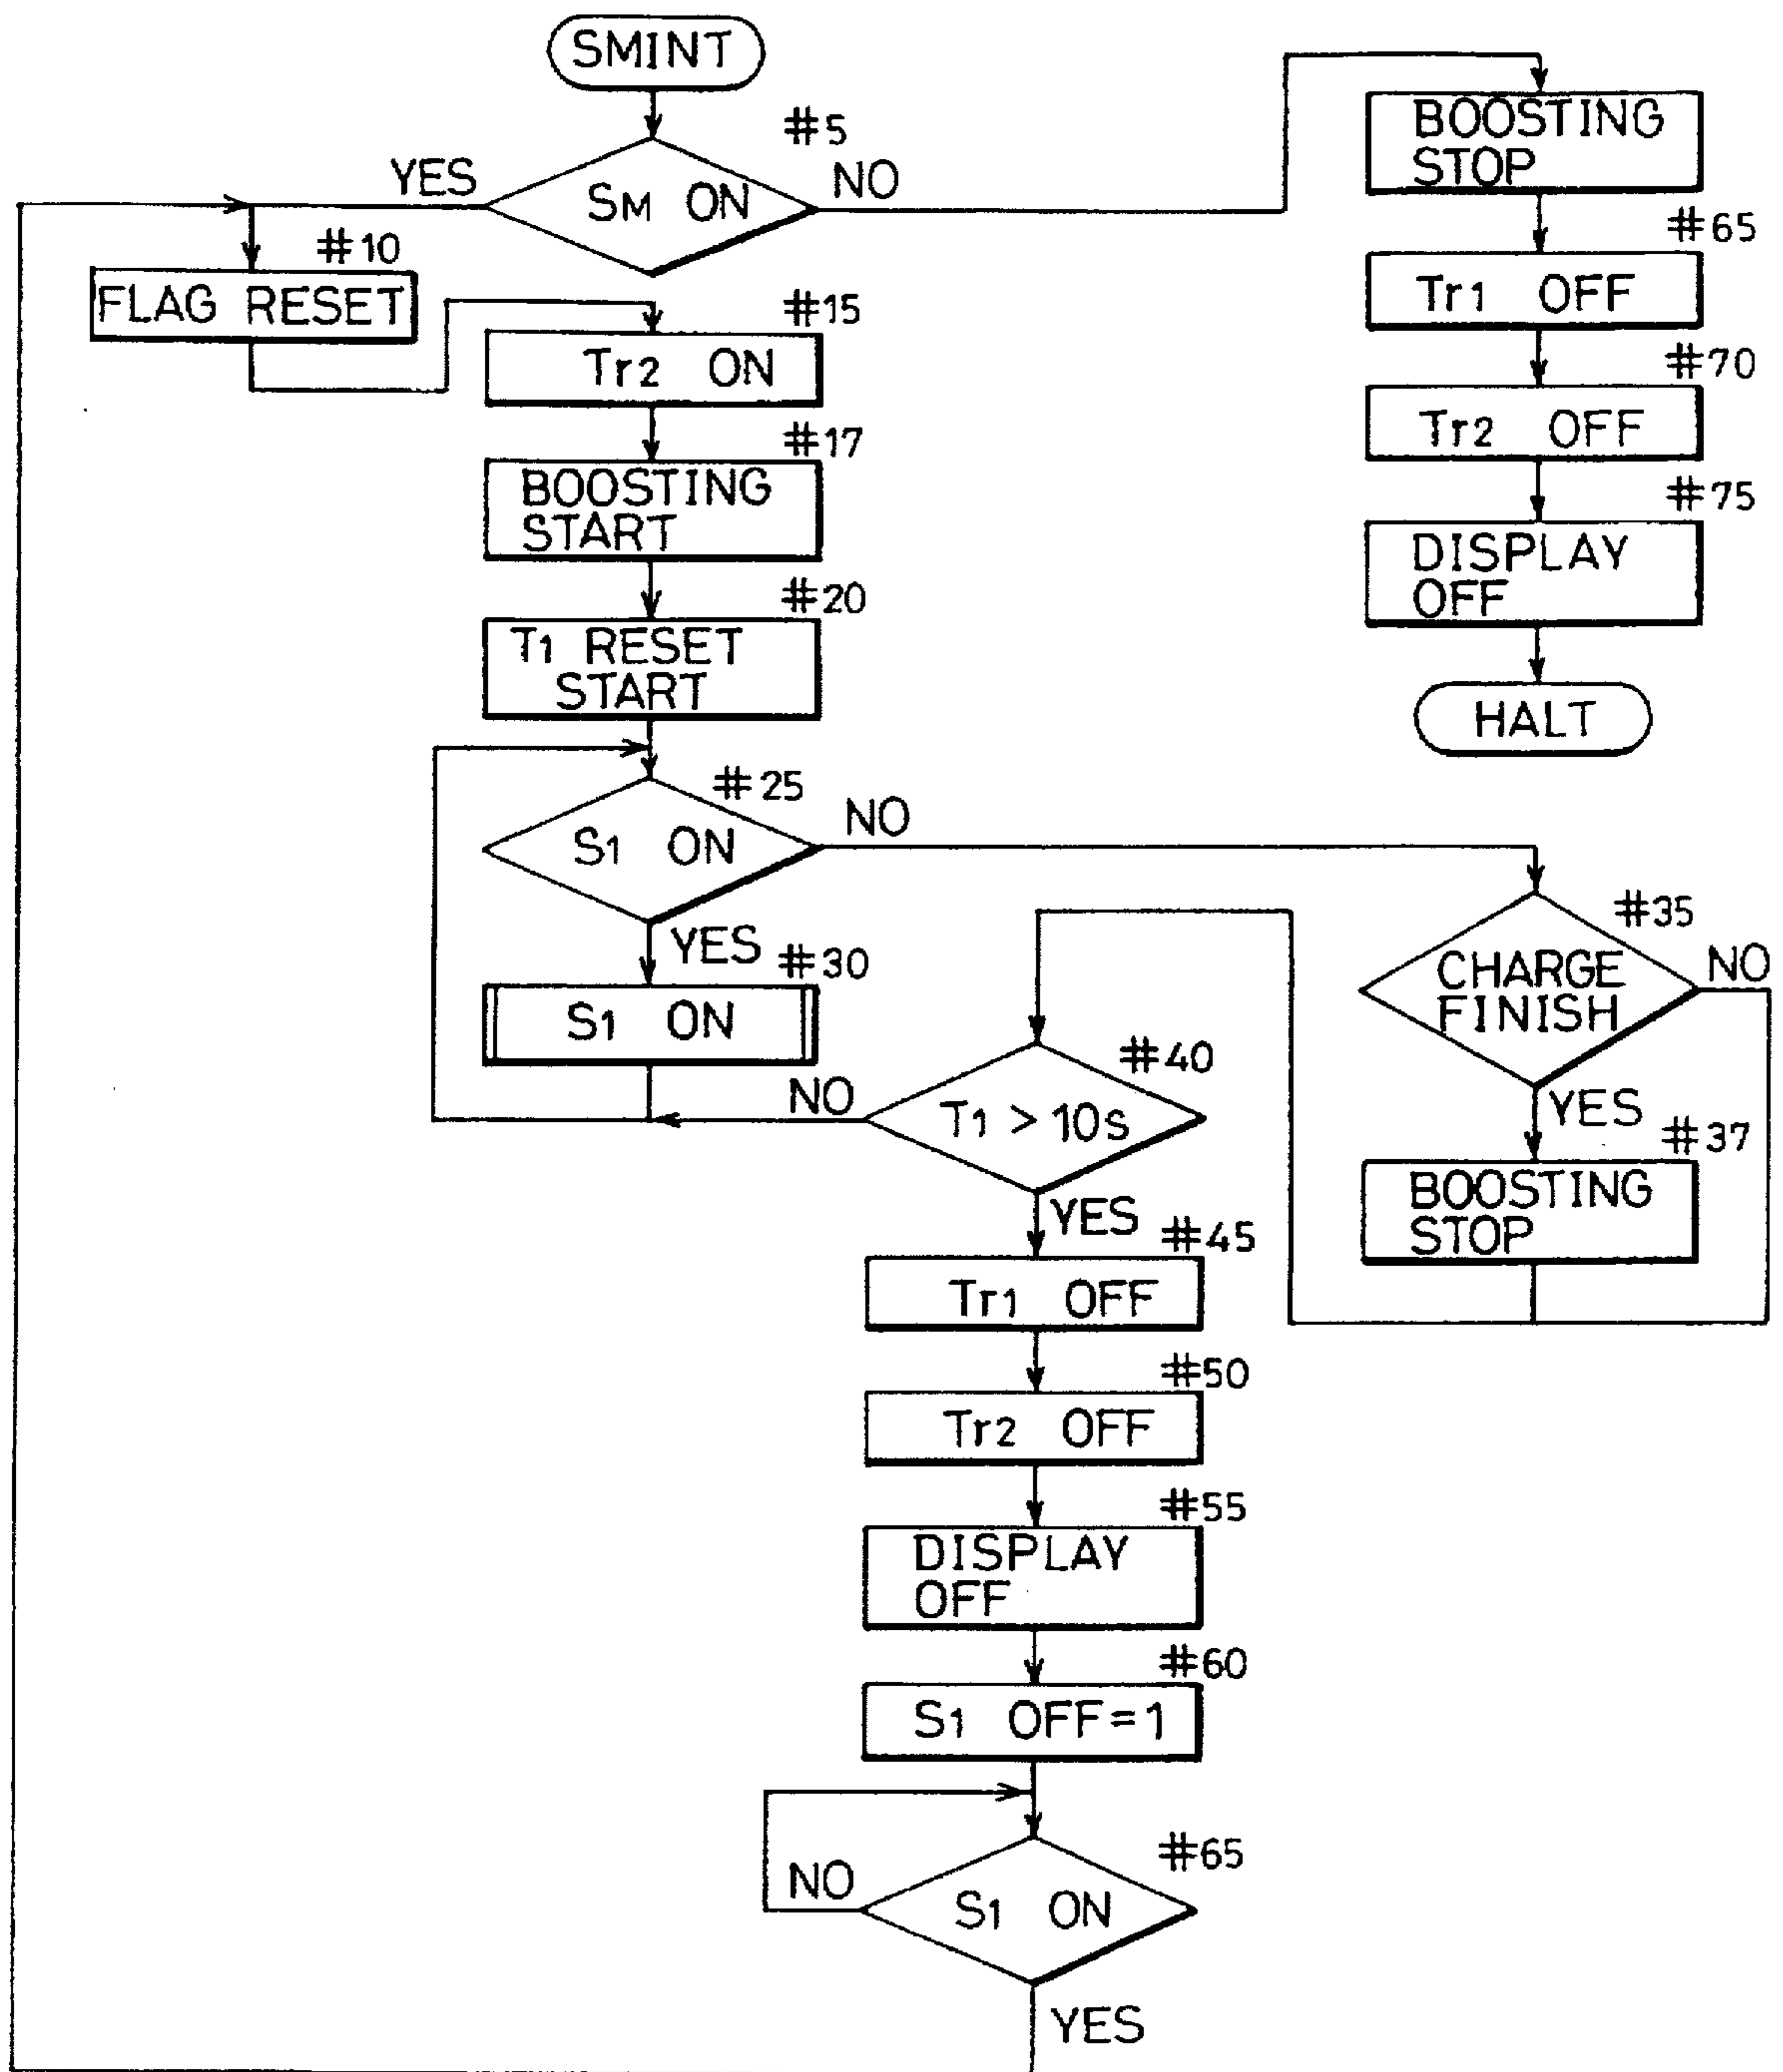 SMINT
#5
YES
SM ON
NO
#10
FLAG RESET
#15
Tr2 ON
#17
BOOSTING
START
#20
T1 RESET
START
#25
S1 ON
NO
YES
#30
S1 ON
#35
CHARGE
FINISH
NO
YES
#37
BOOSTING
STOP
#40
T1 > 10s
NO
YES
#45
Tr1 OFF
#50
Tr2 OFF
#55
DISPLAY
OFF
#60
S1 OFF=1
#65
S1 ON
NO
YES
BOOSTING
STOP
#65
Tr1 OFF
#70
Tr2 OFF
#75
DISPLAY
OFF
HALT